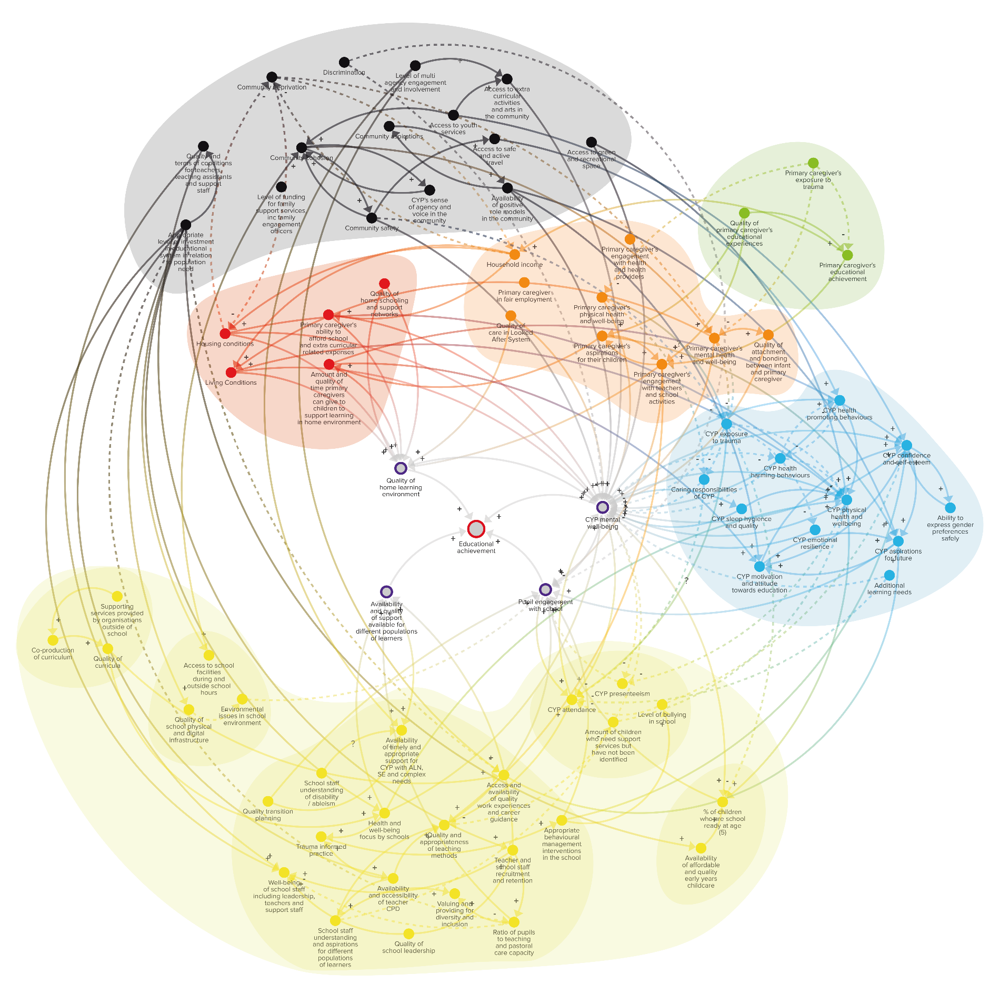 Discrimination
Level of multi
agency engagement
and involvement
Community deprivation
Access to extra
curricular
activities
and arts in
the community
Access to youth
services
Community aspirations
Access to safe
and active
travel
Access to green
and recreational
space
Quality and
terms of conditions
for teachers,
teaching assistants
and support
staff
Community cohesion
Level of funding
for family
support services,
inc family
engagement
officers
CYP's sense
of agency and
voice in the
community
Availability
of positive
role models
in the community
Community safety
Appropriate
level of investment
in educational
system in relation
to population
need
Primary caregiver's
exposure to
trauma
Quality of
primary caregiver's
educational
experiences
Primary caregiver's
educational
achievement
Household income
Primary caregiver's
engagement
with health
and health
providers
Primary caregiver
in fair employment
Primary caregiver's
physical health
and well-being
Quality of
care in Looked
After System
Primary caregiver's
aspirations
for their children
Primary caregiver's
mental health
and well-being
Quality of
attachment
and bonding
between infant
and primary
caregiver
Primary caregiver's
engagement
with teachers
and school
activities
Quality of
home schooling
and support
networks
Primary caregiver's
ability to
afford school
and extra curricular
related expenses
Housing conditions
Living Conditions
Amount and
quality of
time primary
caregivers
can give to
children to
support learning
in home environment
CYP health
promoting behaviours
CYP exposure
to trauma
CYP confidence
and self-esteem
CYP health
harming behaviours
Caring responsibilities
of CYP
CYP sleep hygience
and quality
CYP physical
health and
wellbeing
Ability to
express gender
preferences
safely
CYP emotional
resilience
CYP aspirations
for future
CYP motivation
and attitude
towards education
Additional
learning needs
Quality of
home learning
environment
CYP mental
well-being
Educational
achievement
Availability
and quality
of support
available for
different populations
of learners
Pupil engagement
with school
Supporting
services provided
by organisations
outside of
school
Co-production
of curriculum
Quality of
curricula
Access to school
facilities
during and
outside school
hours
Environmental
issues in school
environment
Quality of
school physical
and digital
infrastructure
CYP presenteeism
CYP attendance
Level of bullying
in school
Amount of children
who need support
services but
have not been
identified
Availability
of timely and
appropriate
support for
CYP with ALN,
SE and complex
needs
School staff
understanding
of disability
/ ableism
Access and
availability
of quality
work experiences
and career
guidance
Quality transition
planning
Health and
well-being
focus by schools
Quality and
appropriateness
of teaching
methods
Appropriate
behavioural
management
interventions
in the school
% of children
who are school
ready at age
(5)
Trauma informed
practice
Teacher and
school staff
recruitment
and retention
Availability
of affordable
and quality
early years
childcare
Well-being
of school staff
including leadership,
teachers and
support staff
Availability
and accessibility
of teacher
CPD
Valuing and
providing for
diversity and
inclusion
School staff
understanding
and aspirations
for different
populations
of learners
Quality of
school leadership
Ratio of pupils
to teaching
and pastoral
care capacity